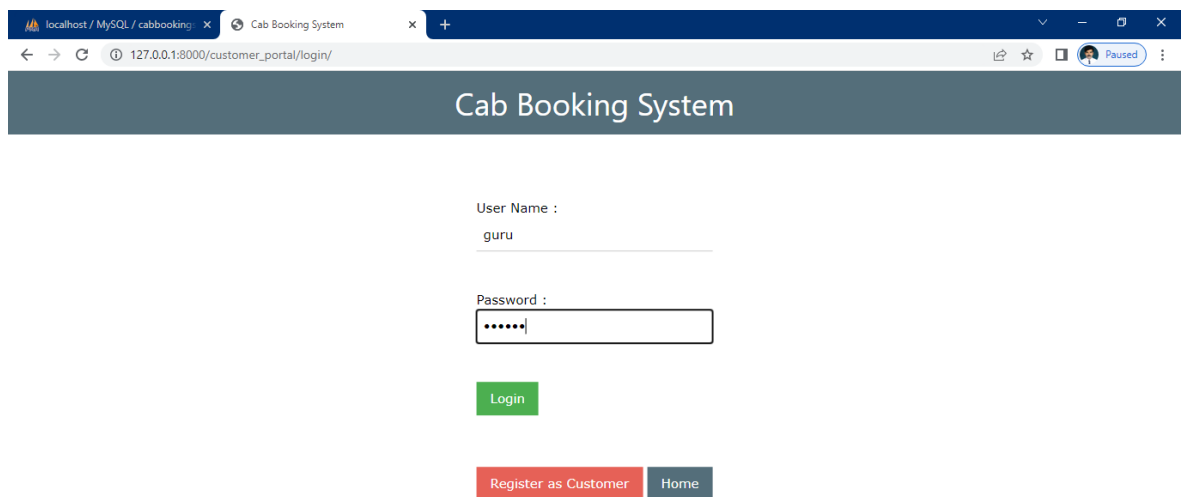 localhost / MySQL / cabbooking
Cab Booking System
127.0.0.1:8000/customer_portal/login/
Paused
Cab Booking System
User Name :
guru
Password :
••••••
Login
Register as Customer
Home